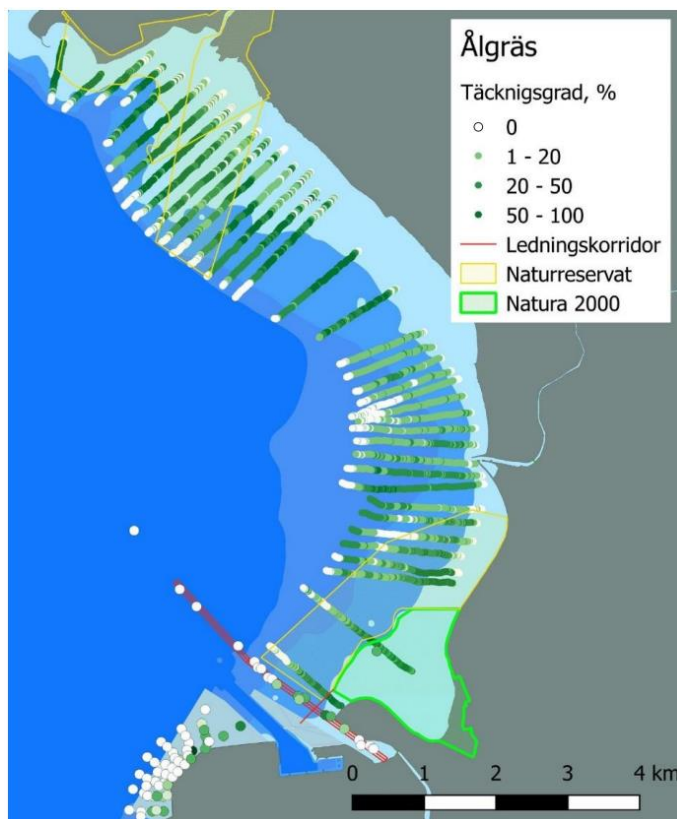 Ålgräs
Täcknigsgrad, %
0
1 - 20
20 - 50
50 - 100
Ledningskorridor
Naturreservat
Natura 2000
0 1 2 3 4 km